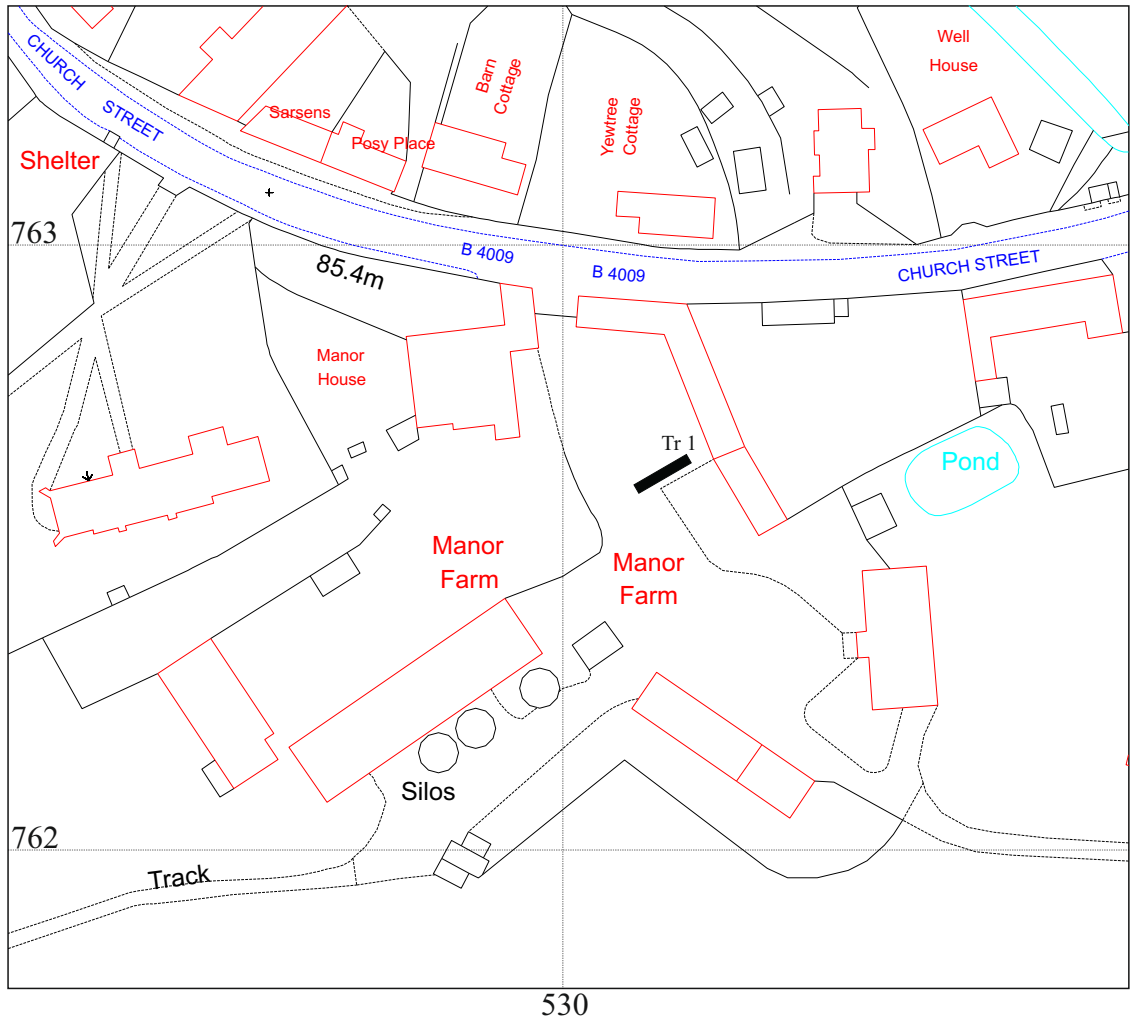 CHURCH
STREET
Well
House
Barn
Cottage
Sarsens
Posy Place
Yewtree
Cottage
Shelter
763
B 4009
B 4009
CHURCH STREET
85.4m
Manor
House
Tr 1
Pond
Manor
Farm
Manor
Farm
Silos
762
Track
530